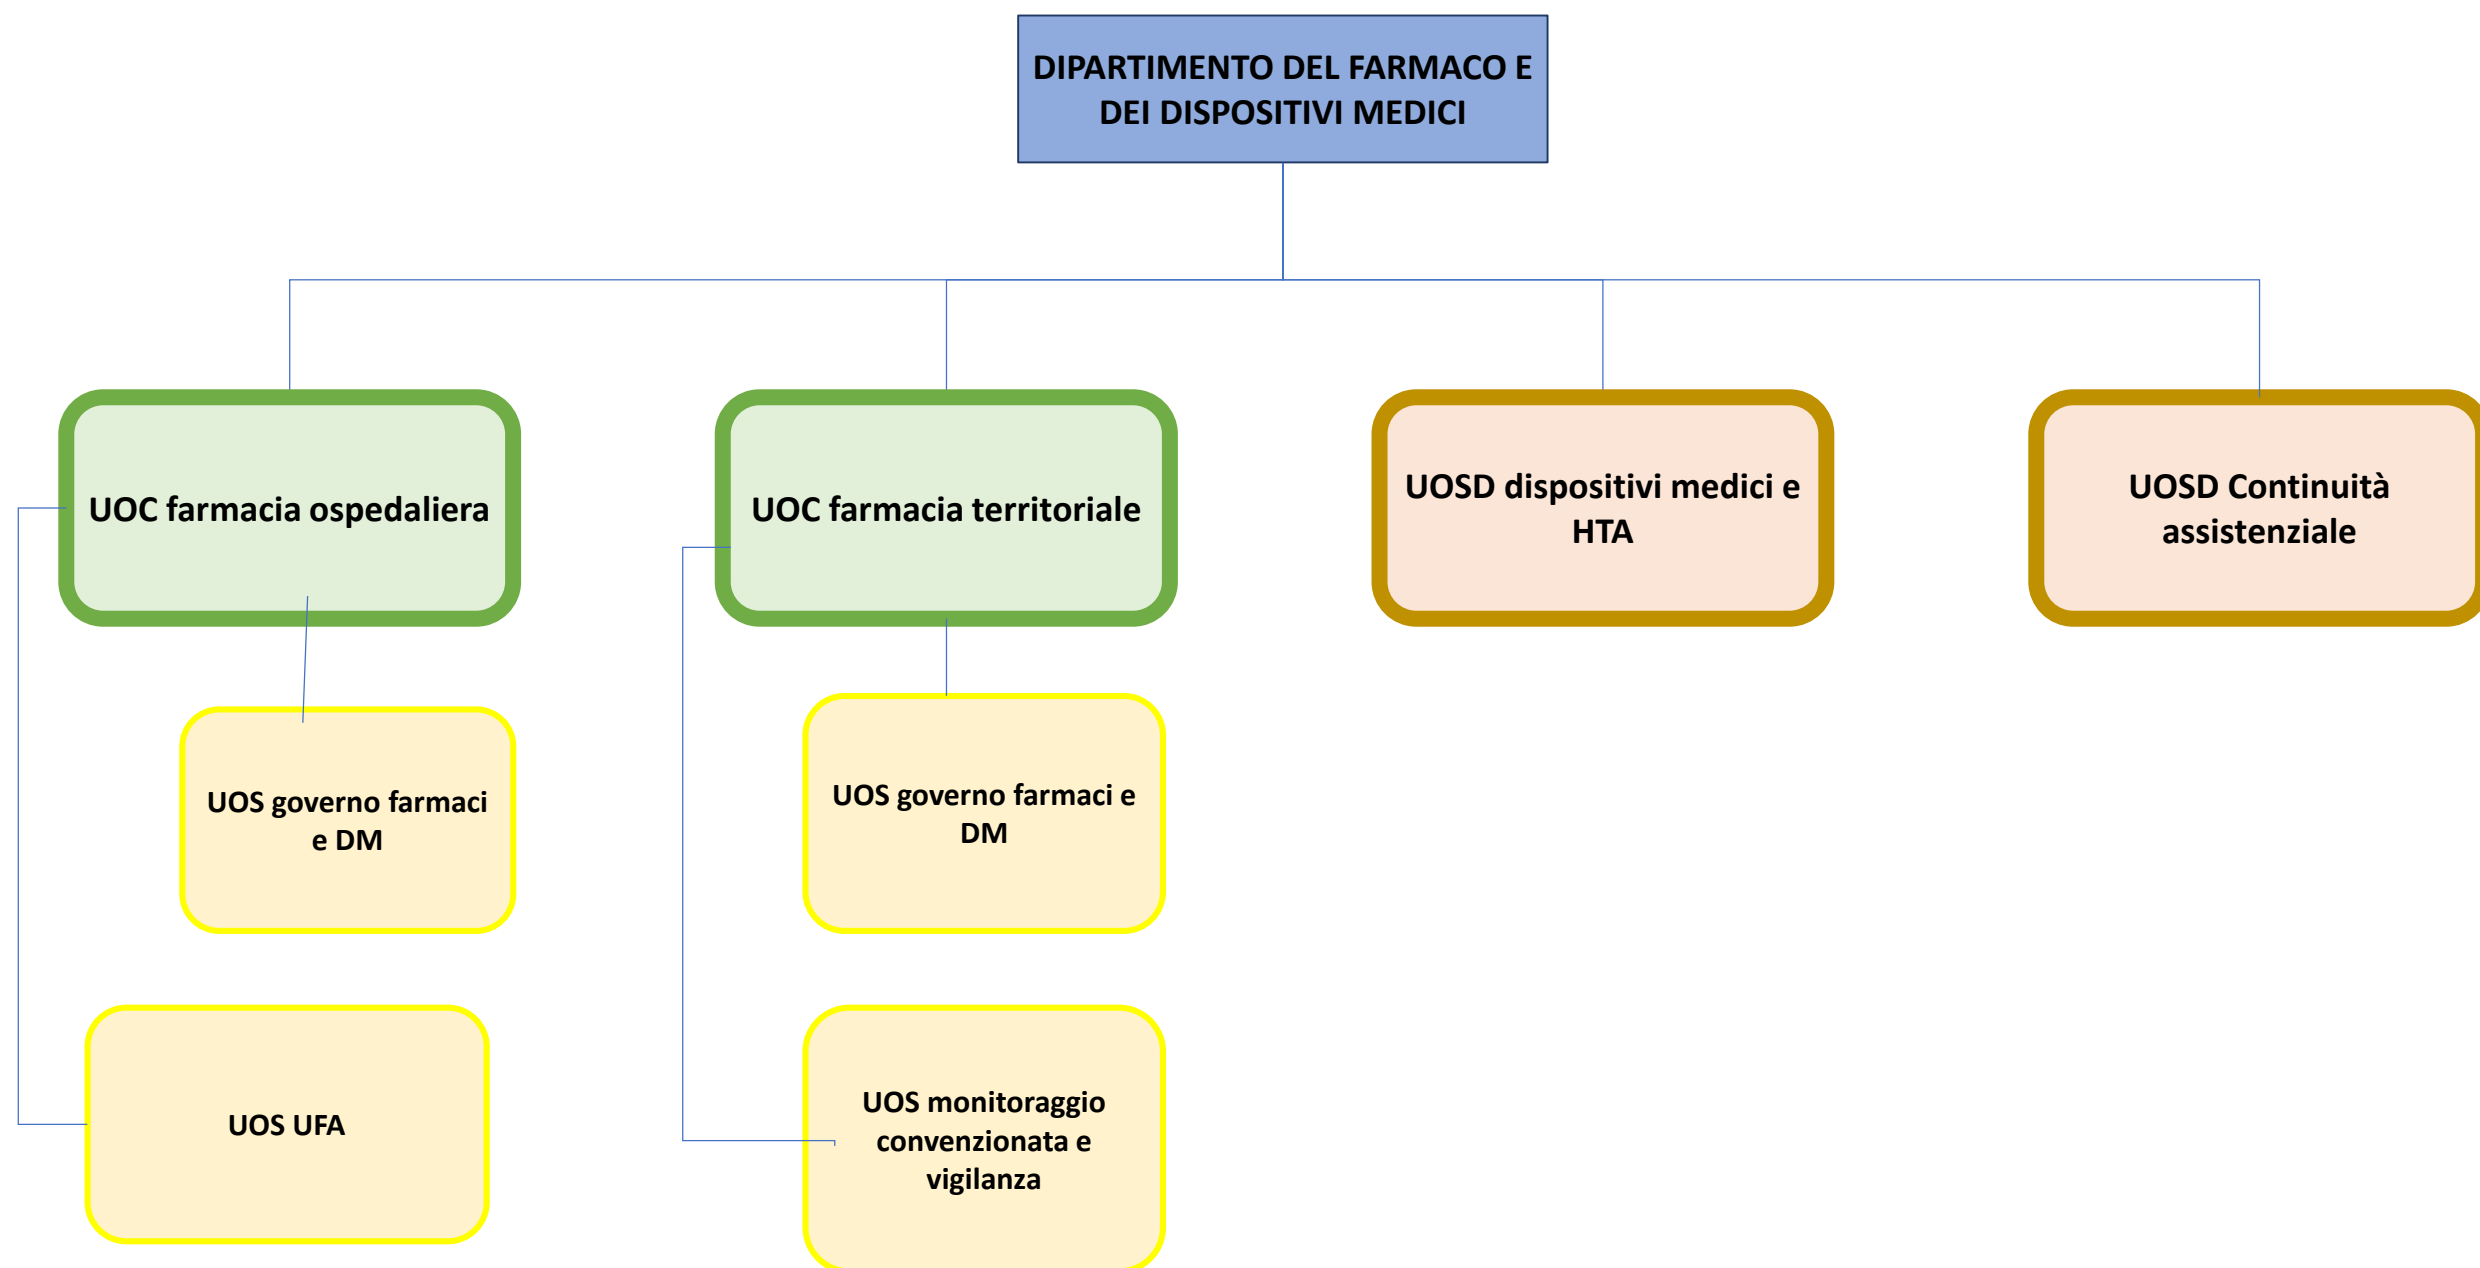 DIPARTIMENTO DEL FARMACO E
DEI DISPOSITIVI MEDICI
UOC farmacia ospedaliera
UOC farmacia territoriale
UOSD dispositivi medici e
HTA
UOSD Continuità
assistenziale
UOS governo farmaci
e DM
UOS governo farmaci e
DM
UOS UFA
UOS monitoraggio
convenzionata e
vigilanza